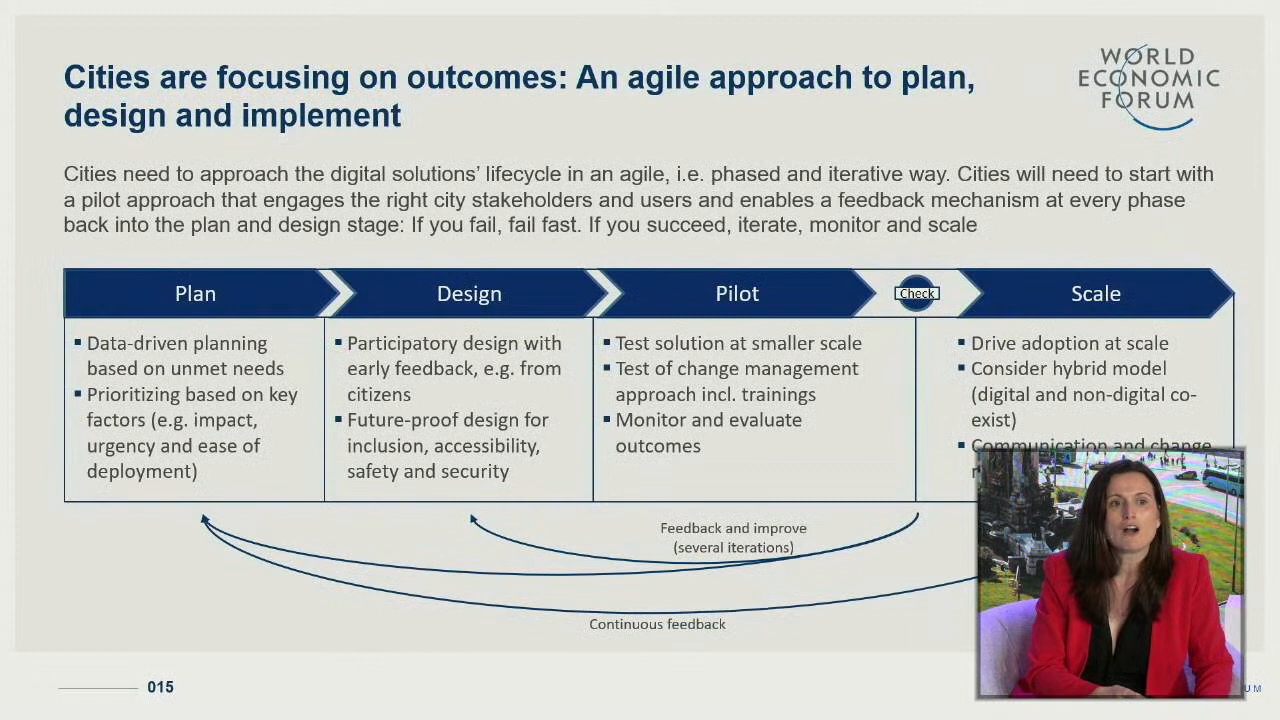 Cities are focusing on outcomes: An agile approach to plan,
design and implement
WORLD
ECONOMIC
FORUM
Cities need to approach the digital solutions’ lifecycle in an agile, i.e. phased and iterative way. Cities will need to start with
a pilot approach that engages the right city stakeholders and users and enables a feedback mechanism at every phase
back into the plan and design stage: If you fail, fail fast. If you succeed, iterate, monitor and scale
Plan
Design
Pilot
Check
Scale
▪ Data-driven planning
based on unmet needs
▪ Prioritizing based on key
factors (e.g. impact,
urgency and ease of
deployment)
▪ Participatory design with
early feedback, e.g. from
citizens
▪ Future-proof design for
inclusion, accessibility,
safety and security
▪ Test solution at smaller scale
▪ Test of change management
approach incl. trainings
▪ Monitor and evaluate
outcomes
▪ Drive adoption at scale
▪ Consider hybrid model
(digital and non-digital co-
exist)
▪ Communication and change
Feedback and improve
(several iterations)
Continuous feedback
015